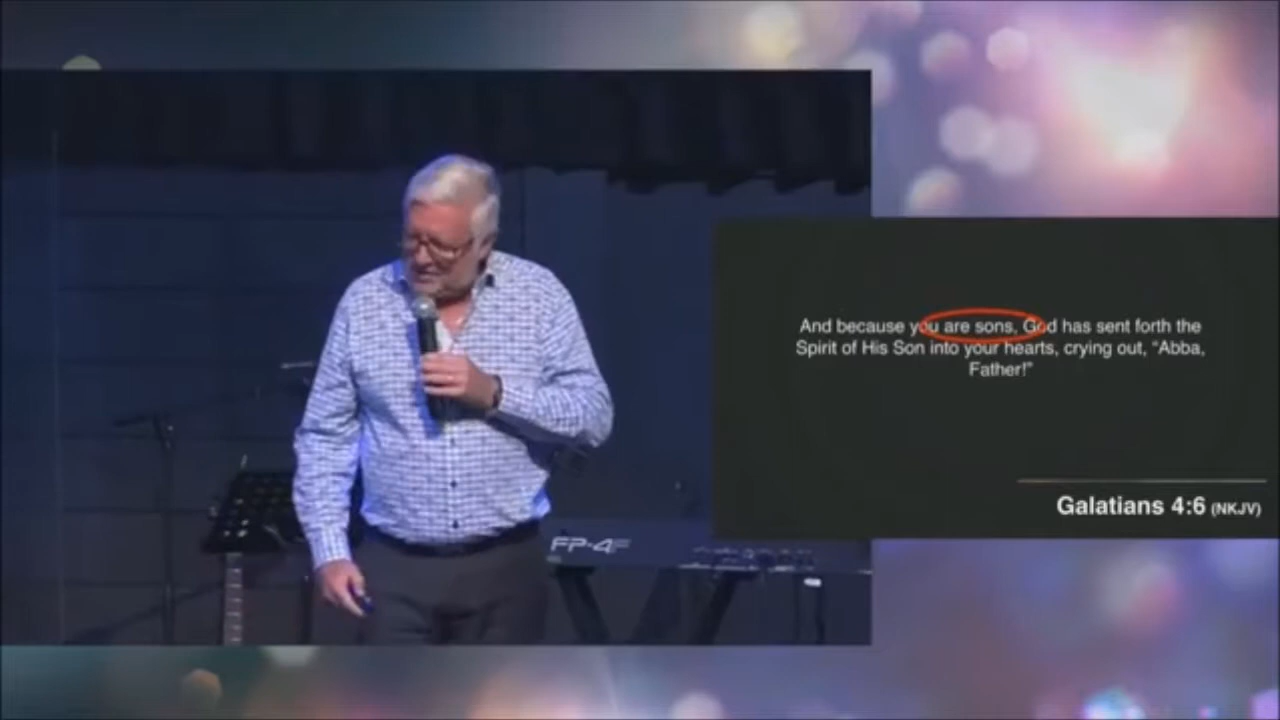 And because you are sons, God has sent forth the
Spirit of His Son into your hearts, crying out, “Abba,
Father!”
Galatians 4:6 (NKJV)
FP-4F